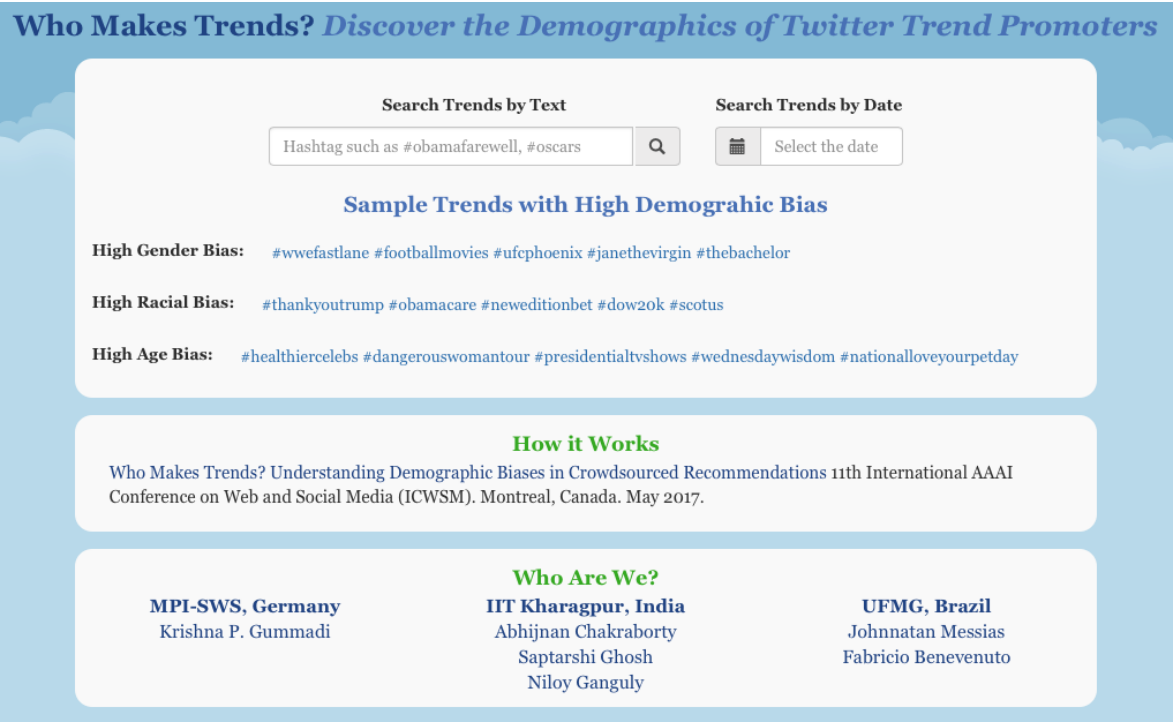 Who Makes Trends? Discover the Demographics of Twitter Trend Promoters
Search Trends by Text
Search Trends by Date
Hashtag such as #obamafarewell, #oscars
Select the date
Sample Trends with High Demograhic Bias
High Gender Bias: #wwefastlane #footballmovies #ufcphoenix #janethevirgin #thebachelor
High Racial Bias: #thankyoutrump #obamacare #neweditionbet #dow20k #scotus
High Age Bias: #healthiercelebs #dangerouswomantour #presidentialtvshows #wednesdaywisdom #nationalloveyourpetday
How it Works
Who Makes Trends? Understanding Demographic Biases in Crowdsourced Recommendations 11th International AAAI
Conference on Web and Social Media (ICWSM). Montreal, Canada. May 2017.
Who Are We?
MPI-SWS, Germany
Krishna P. Gummadi
IIT Kharagpur, India
Abhijnan Chakraborty
Saptarshi Ghosh
Niloy Ganguly
UFMG, Brazil
Johnnatan Messias
Fabricio Benevenuto